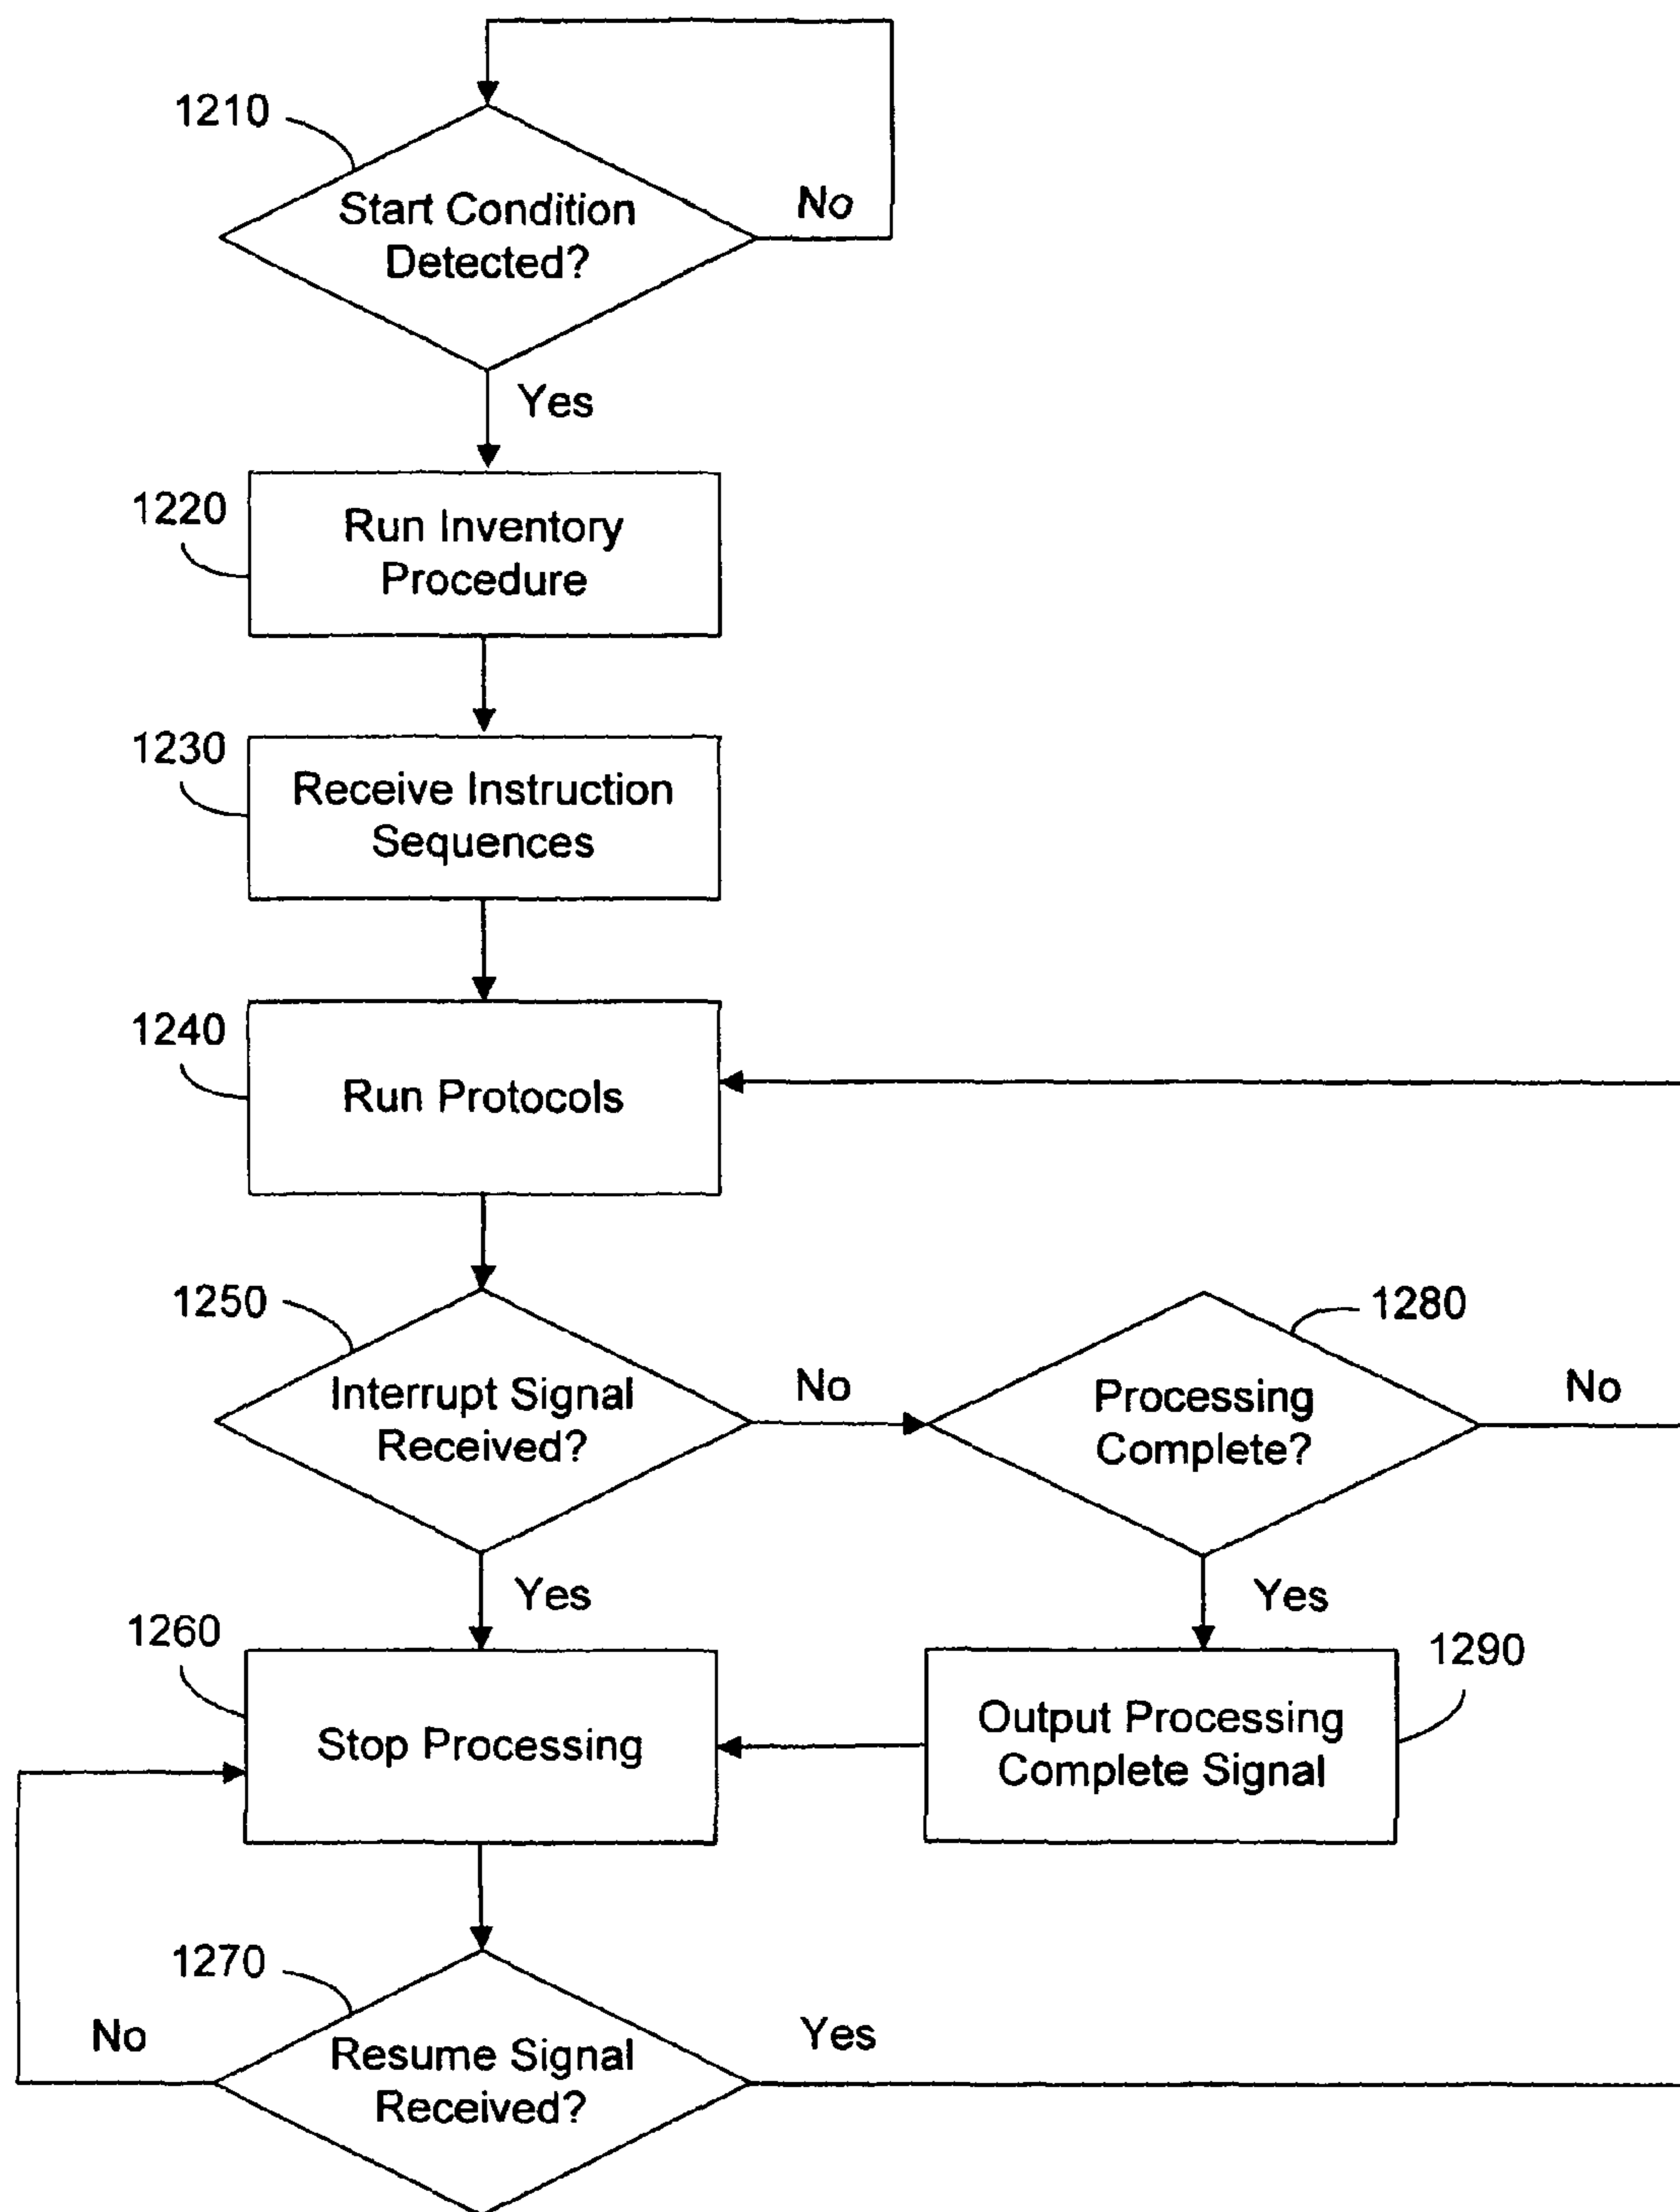 1210
Start Condition
Detected?
No
Yes
1220
Run Inventory
Procedure
1230
Receive Instruction
Sequences
1240
Run Protocols
1250
Interrupt Signal
Received?
No
1280
Processing
Complete?
No
Yes
Yes
1260
Stop Processing
1290
Output Processing
Complete Signal
1270
Resume Signal
Received?
No
Yes